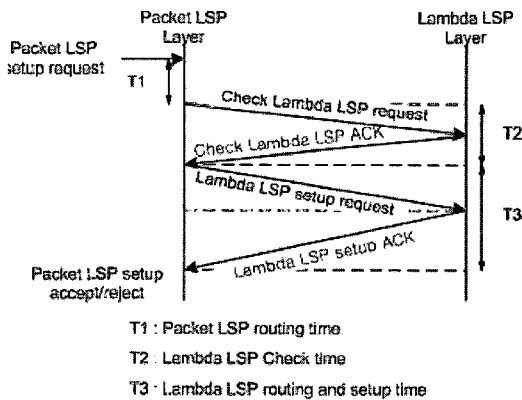 Packet LSP
Layer
Lambda LSP
Layer
Packet LSP
setup request
T1
Check Lambda LSP request
T2
Check Lambda LSP ACK
Lambda LSP setup request
T3
Lambda LSP setup ACK
Packet LSP setup
accept/reject
T1 : Packet LSP routing time
T2 : Lambda LSP Check time
T3 : Lambda LSP routing and setup time